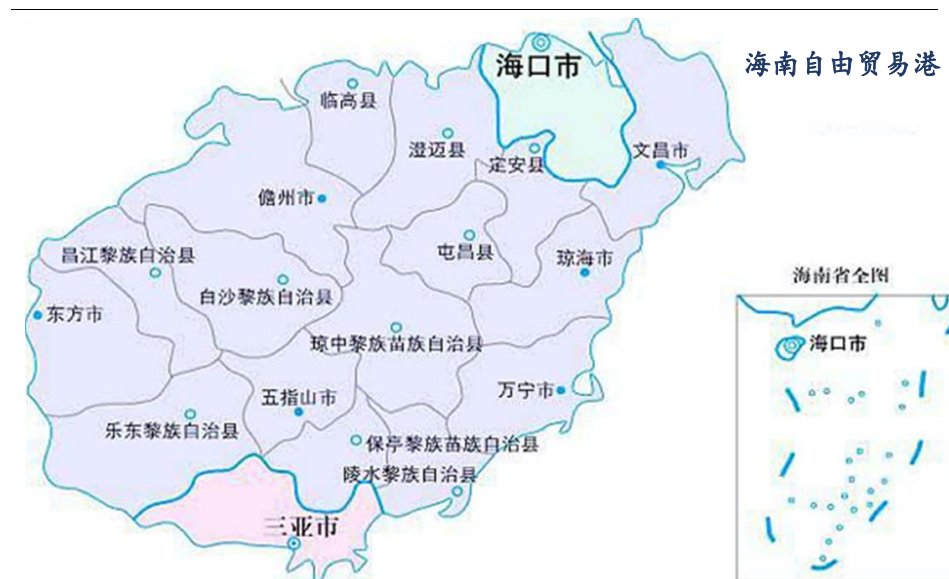 海口市
海南自由贸易港
临高县
澄迈县
定安县
文昌市
儋州市
屯昌县
昌江黎族自治县
琼海市
海南省全图
白沙黎族自治县
东方市
琼中黎族苗族自治县
海口市
万宁市
五指山市
乐东黎族自治县
保亭黎族苗族自治县
陵水黎族自治县
三亚市